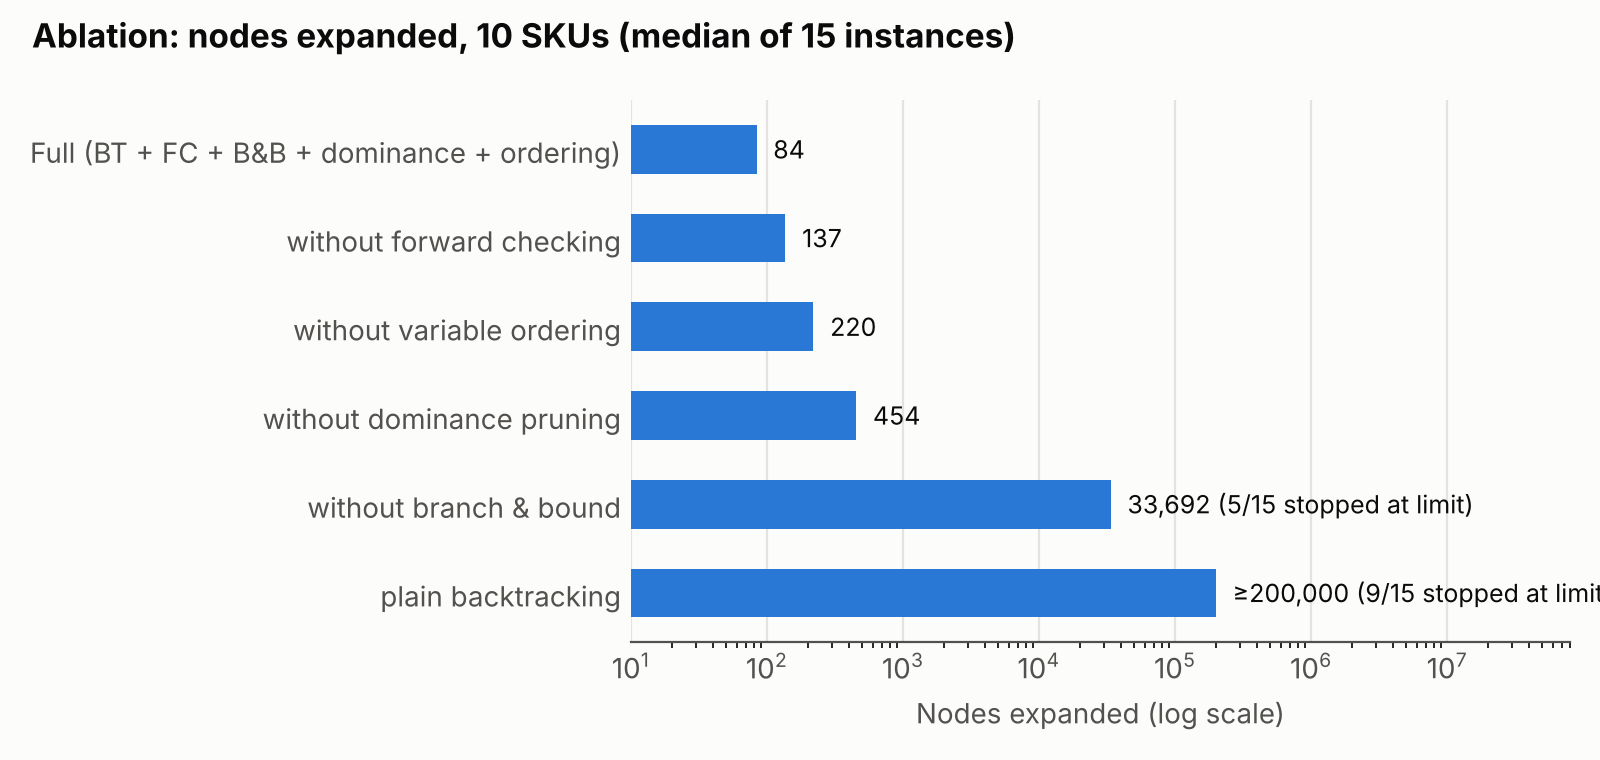 Ablation: nodes expanded, 10 SKUs (median of 15 instances)
Full (BT + FC + B&B + dominance + ordering) 84
without forward checking 137
without variable ordering 220
without dominance pruning 454
without branch & bound 33,692 (5/15 stopped at limit)
plain backtracking ≥200,000 (9/15 stopped at limit
10¹ 10² 10³ 10⁴ 10⁵ 10⁶ 10⁷
Nodes expanded (log scale)